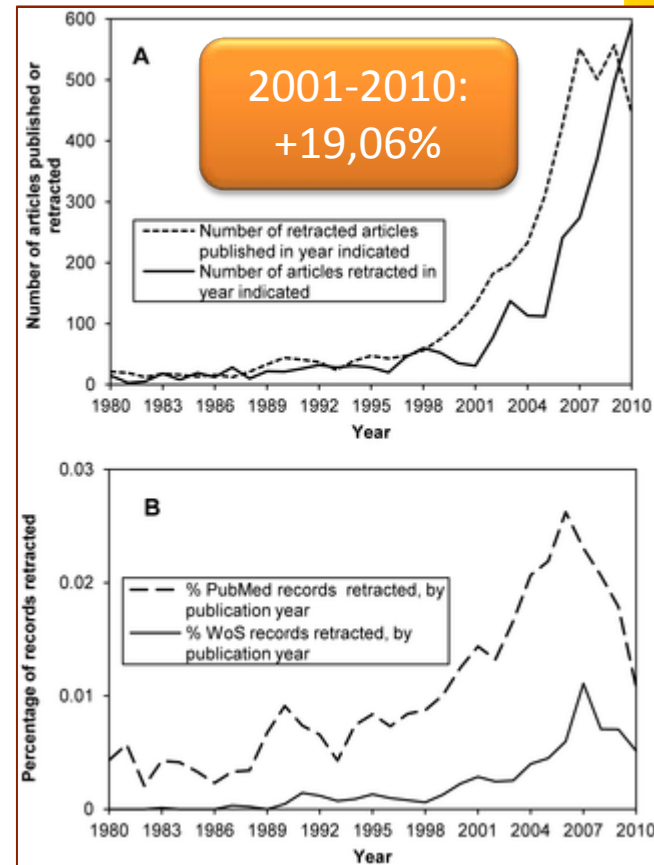 A
2001-2010:
+19,06%
Number of articles published or
retracted
600
500
400
300
200
100
0
Number of retracted articles
published in year indicated
Number of articles retracted in
year indicated
1980 1983 1986 1989 1992 1995 1998 2001 2004 2007 2010
Year
B
Percentage of records retracted
0.03
0.02
0.01
0
% PubMed records retracted, by
publication year
% WoS records retracted, by
publication year
1980 1983 1986 1989 1992 1995 1998 2001 2004 2007 2010
Year